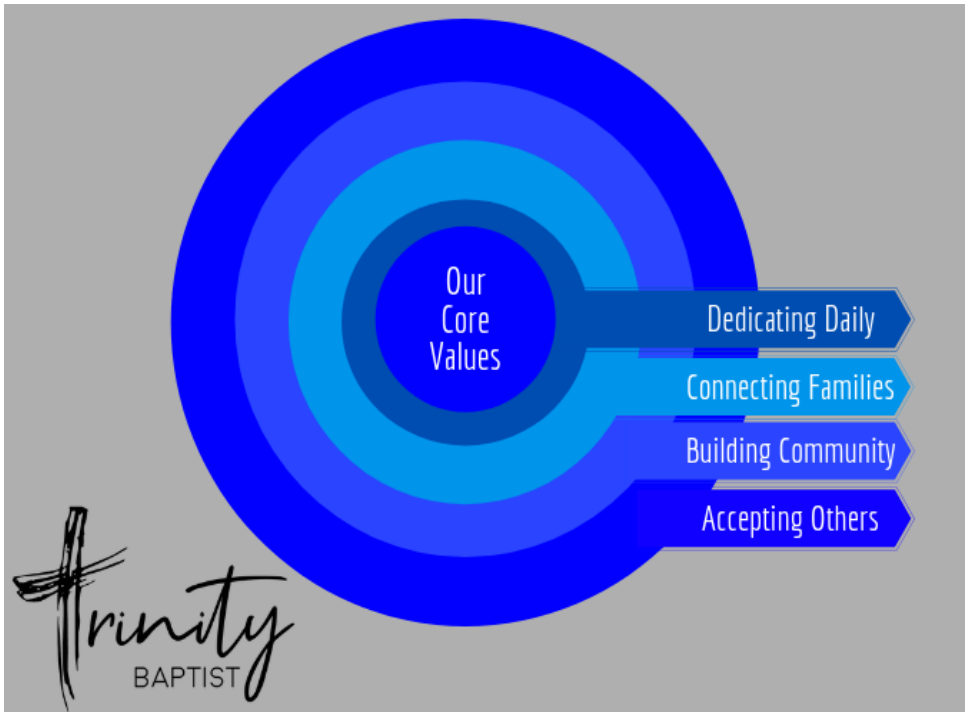 Our
Core
Values
Dedicating Daily
Connecting Families
Building Community
Accepting Others
Trinity
BAPTIST